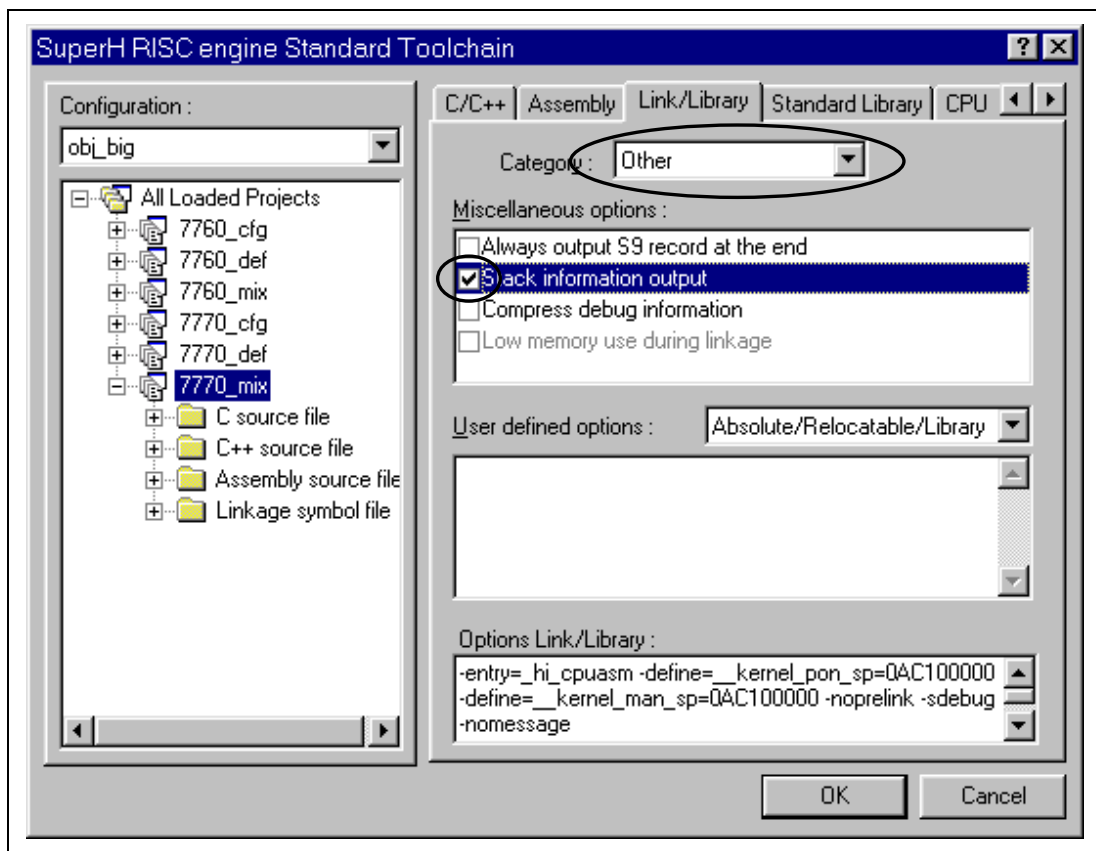 SuperH RISC engine Standard Toolchain
Configuration :
obj_big
All Loaded Projects
7760_cfg
7760_def
7760_mix
7770_cfg
7770_def
7770_mix
C source file
C++ source file
Assembly source file
Linkage symbol file
C/C++ Assembly Link/Library Standard Library CPU
Category : Other
Miscellaneous options :
Always output S9 record at the end
Stack information output
Compress debug information
Low memory use during linkage
User defined options : Absolute/Relocatable/Library
Options Link/Library :
-entry=_hi_cpuasm -define=__kernel_pon_sp=0AC100000
-define=__kernel_man_sp=0AC100000 -noprelink -sdebug
-nomessage
OK Cancel